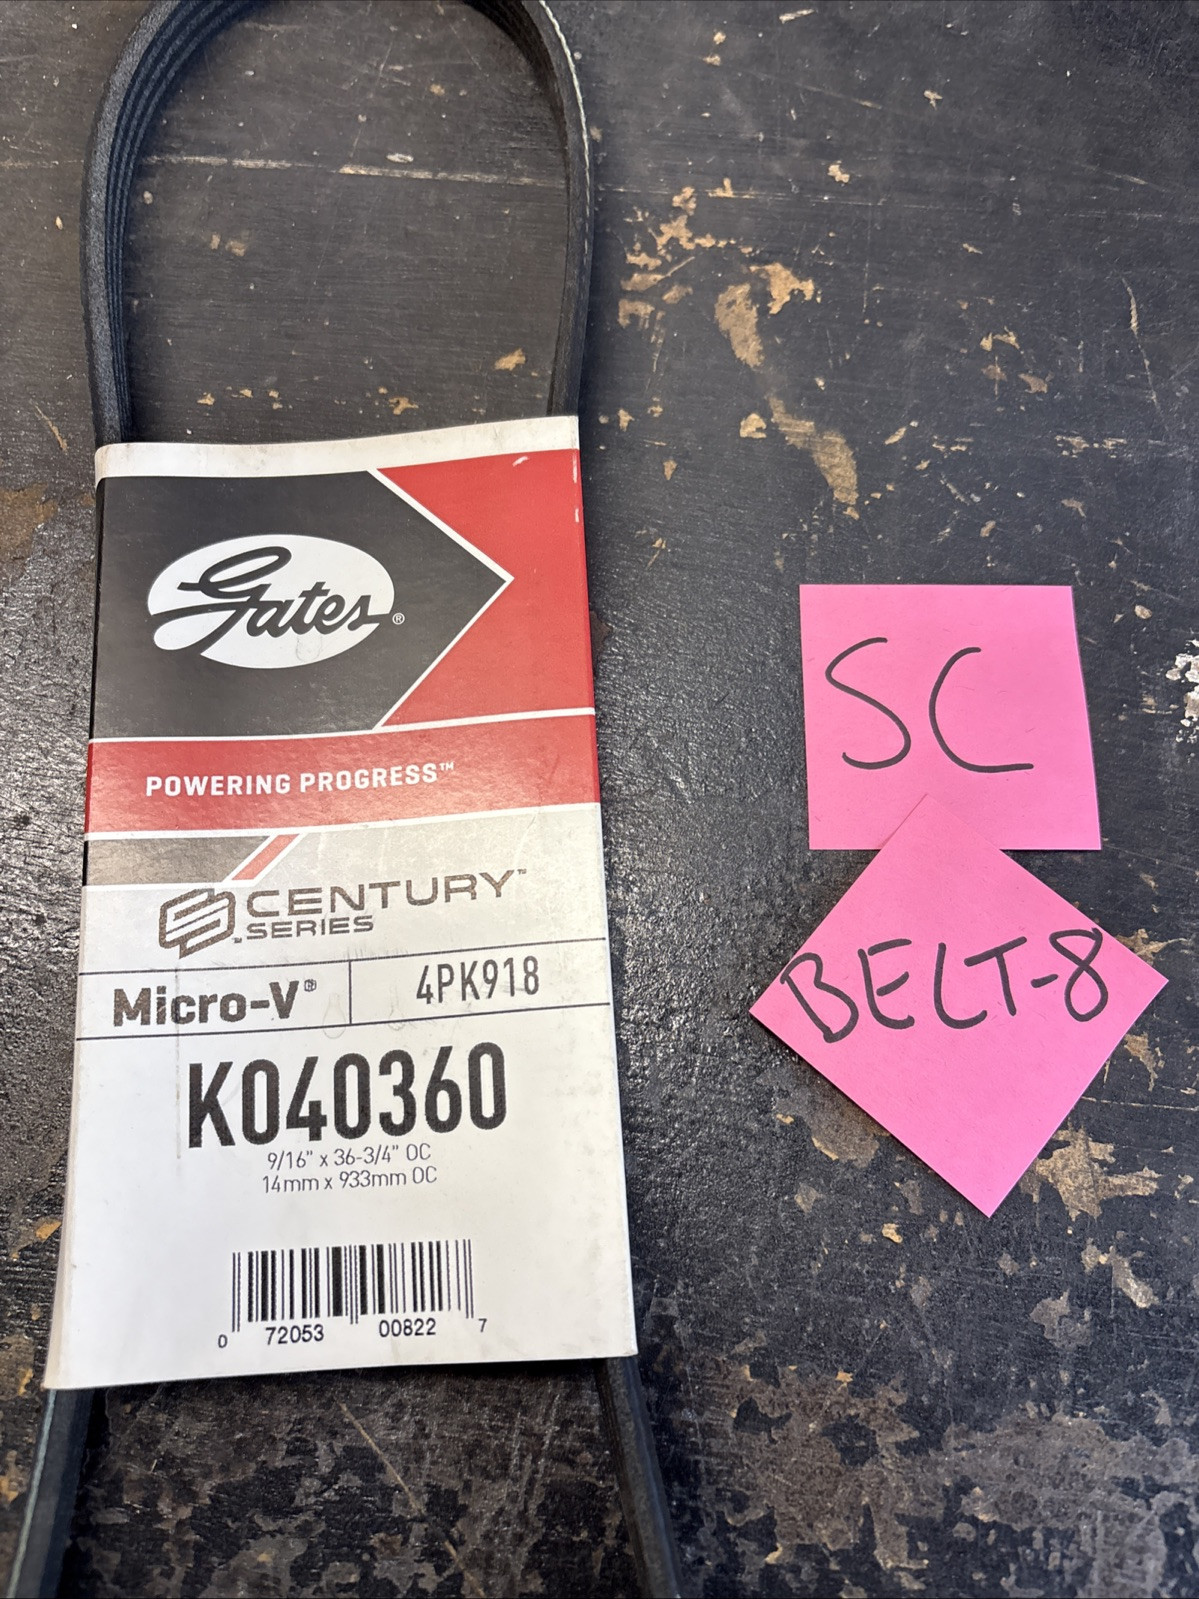 Gates®
POWERING PROGRESS™
CENTURY™
SERIES
Micro-V® 4PK918
K040360
9/16" x 36-3/4" OC
14mm x 933mm OC
0 72053 00822 7
SC
BELT-8